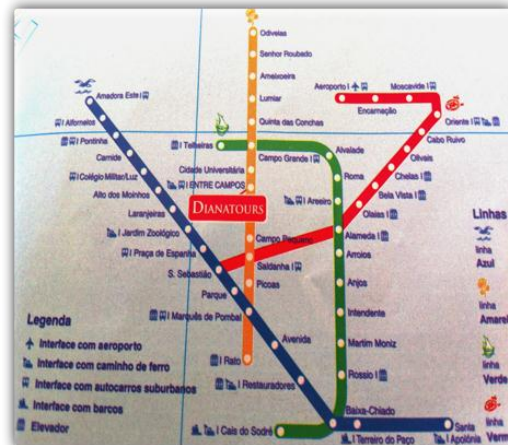 Odivelas
Senhor Roubado
Ameixoeira
Lumiar
Quinta das Conchas
Campo Grande I
Cidade Universitária
I ENTRE CAMPOS
DIANATOURS
Campo Pequeno
Saldanha I
Picoas
I Rato
Amadora Este I
I Alfornelos
I Pontinha
Carnide
I Colégio Militar/Luz
Alto dos Moinhos
Laranjeiras
I Jardim Zoológico
I Praça de Espanha
S. Sebastião
Parque
I Marquês de Pombal
Avenida
I Restauradores
Baixa-Chiado
I Terreiro do Paço
Santa
I Apolónia
I Telheiras
Alvalade
Roma
I Areeiro
Alameda I
Arroios
Anjos
Intendente
Martim Moniz
Rossio I
I Cais do Sodré
Aeroporto I
Encarnação
Moscavide I
Oriente I
Cabo Ruivo
Olivais
Chelas I
Bela Vista I
Olaias I
Linhas
linha
Azul
linha
Amarel
linha
Verde
linha
Verm
Legenda
Interface com aeroporto
Interface com caminho de ferro
Interface com autocarros suburbanos
Interface com barcos
Elevador